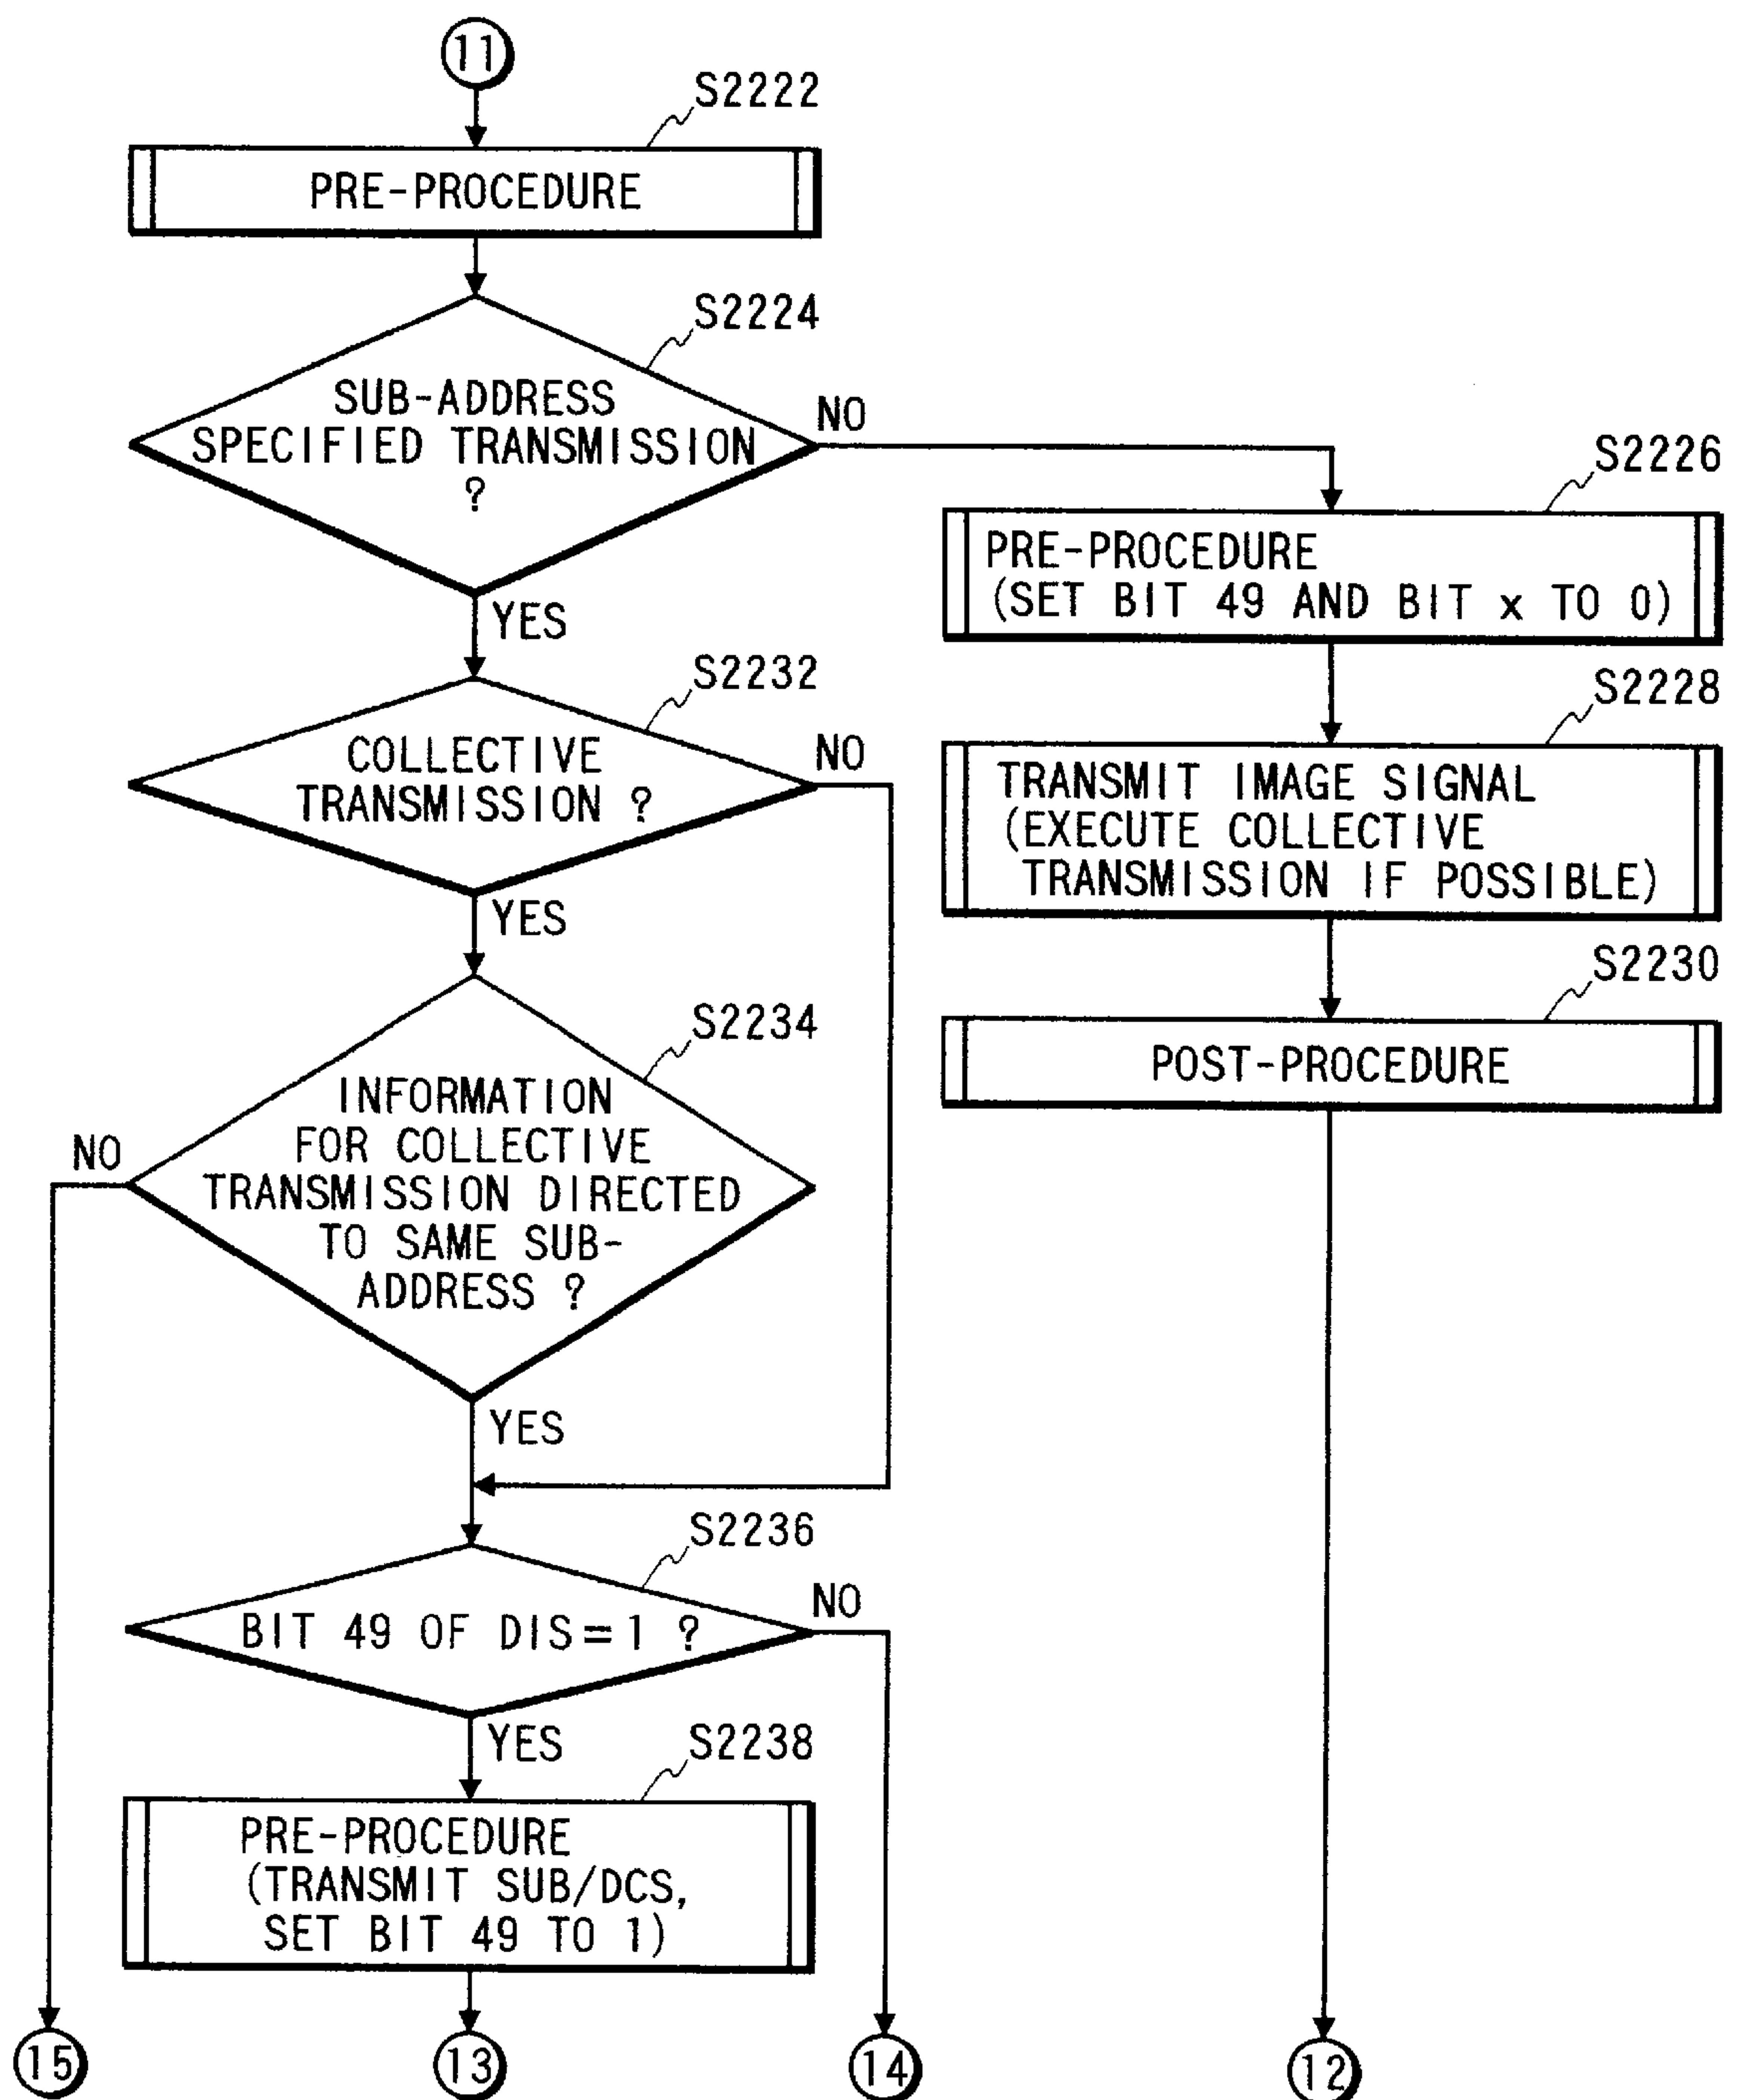 11
S2222
PRE-PROCEDURE
S2224
SUB-ADDRESS
SPECIFIED TRANSMISSION
?
NO
YES
S2226
PRE-PROCEDURE
(SET BIT 49 AND BIT x TO 0)
S2228
TRANSMIT IMAGE SIGNAL
(EXECUTE COLLECTIVE
TRANSMISSION IF POSSIBLE)
S2230
POST-PROCEDURE
S2232
COLLECTIVE
TRANSMISSION ?
NO
YES
S2234
INFORMATION
FOR COLLECTIVE
TRANSMISSION DIRECTED
TO SAME SUB-
ADDRESS ?
NO
YES
S2236
BIT 49 OF DIS=1 ?
NO
YES
S2238
PRE-PROCEDURE
(TRANSMIT SUB/DCS,
SET BIT 49 TO 1)
15
13
14
12